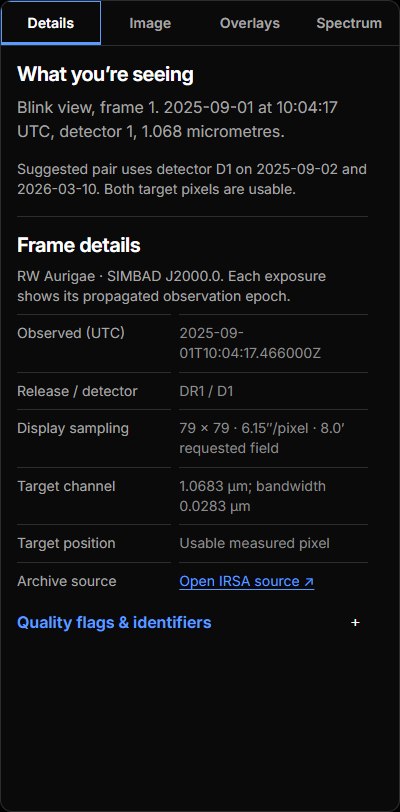 Details Image Overlays Spectrum
What you’re seeing
Blink view, frame 1. 2025-09-01 at 10:04:17
UTC, detector 1, 1.068 micrometres.
Suggested pair uses detector D1 on 2025-09-02 and
2026-03-10. Both target pixels are usable.
Frame details
RW Aurigae · SIMBAD J2000.0. Each exposure
shows its propagated observation epoch.
Observed (UTC) 2025-09-
01T10:04:17.466000Z
Release / detector DR1 / D1
Display sampling 79 × 79 · 6.15″/pixel · 8.0′
requested field
Target channel 1.0683 µm; bandwidth
0.0283 µm
Target position Usable measured pixel
Archive source Open IRSA source ↗
Quality flags & identifiers +